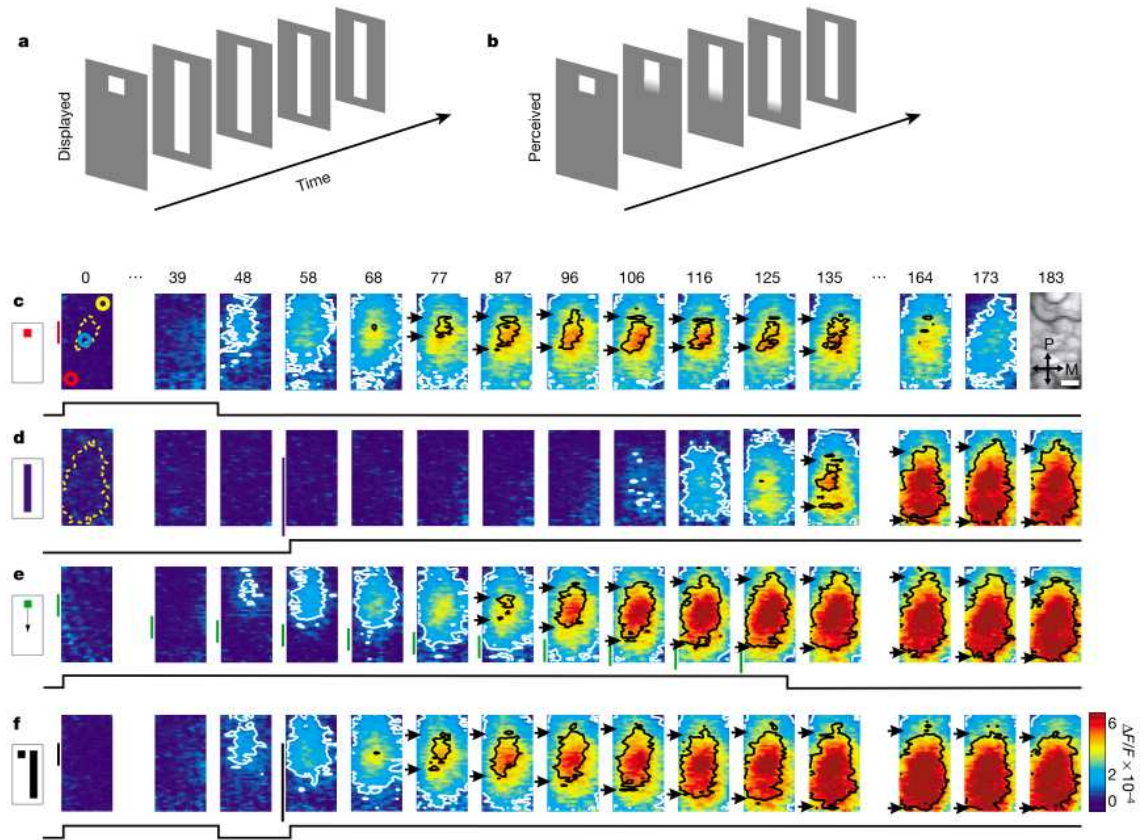 a
b
Displayed
Perceived
Time
0 ··· 39 48 58 68 77 87 96 106 116 125 135 ··· 164 173 183
c
P
M
d
e
f
6
4
2
0
ΔF/F × 10⁻⁴